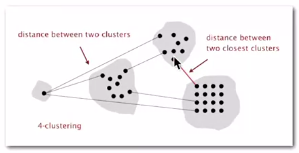 distance between two clusters
distance between
two closest clusters
4-clustering